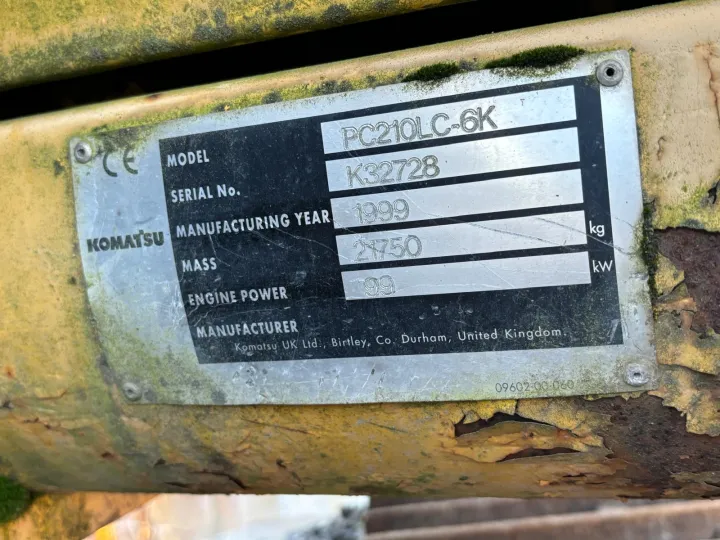 CE
KOMATSU
MODEL PC210LC-6K
SERIAL No. K32728
MANUFACTURING YEAR 1999
MASS 21750 kg
ENGINE POWER 99 kW
MANUFACTURER
Komatsu UK Ltd., Birtley, Co. Durham, United Kingdom.
09602-00-060